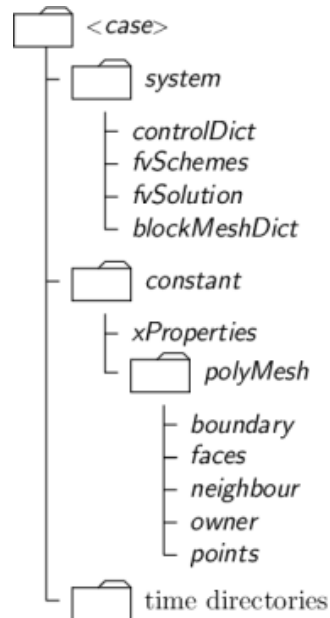 <case>
system
controlDict
fvSchemes
fvSolution
blockMeshDict
constant
xProperties
polyMesh
boundary
faces
neighbour
owner
points
time directories